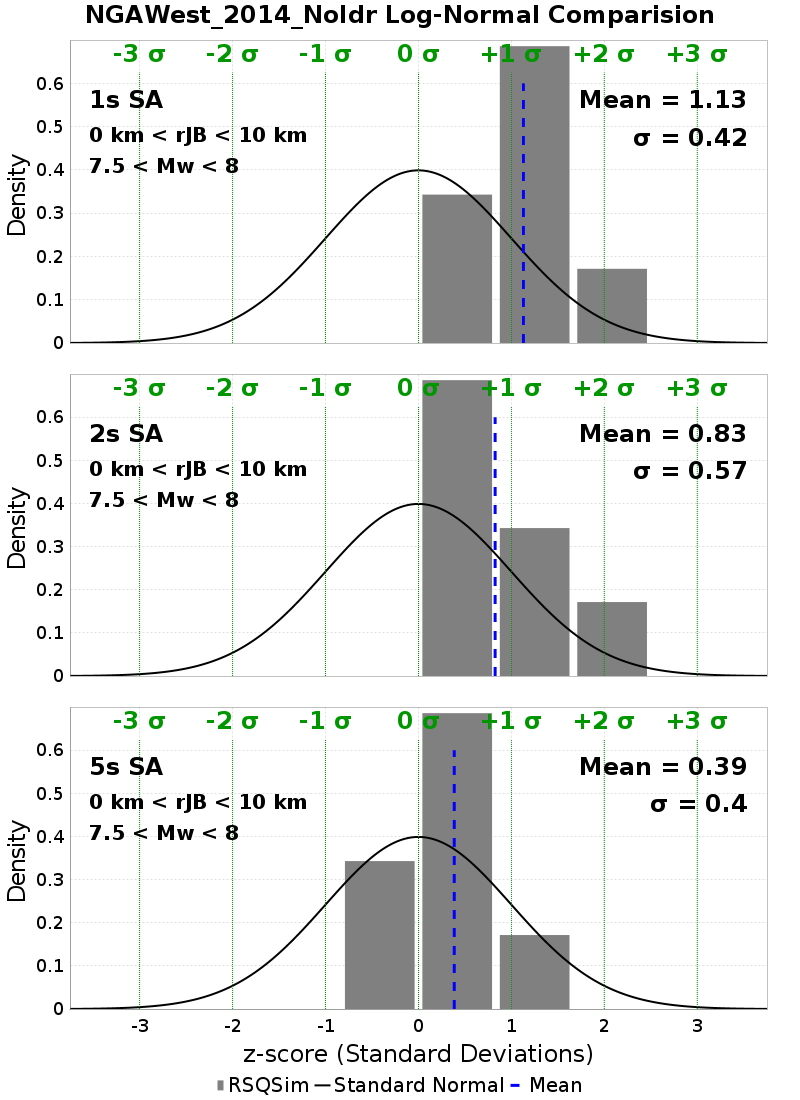 NGAWest_2014_NoIdr Log-Normal Comparision
-3 σ -2 σ -1 σ 0 σ +1 σ +2 σ +3 σ
1s SA
Mean = 1.13
0 km < rJB < 10 km
σ = 0.42
7.5 < Mw < 8
Density
0.6
0.5
0.4
0.3
0.2
0.1
0
-3 σ -2 σ -1 σ 0 σ +1 σ +2 σ +3 σ
2s SA
Mean = 0.83
0 km < rJB < 10 km
σ = 0.57
7.5 < Mw < 8
Density
0.6
0.5
0.4
0.3
0.2
0.1
0
-3 σ -2 σ -1 σ 0 σ +1 σ +2 σ +3 σ
5s SA
Mean = 0.39
0 km < rJB < 10 km
σ = 0.4
7.5 < Mw < 8
Density
0.6
0.5
0.4
0.3
0.2
0.1
0
-3 -2 -1 0 1 2 3
z-score (Standard Deviations)
RSQSim Standard Normal Mean